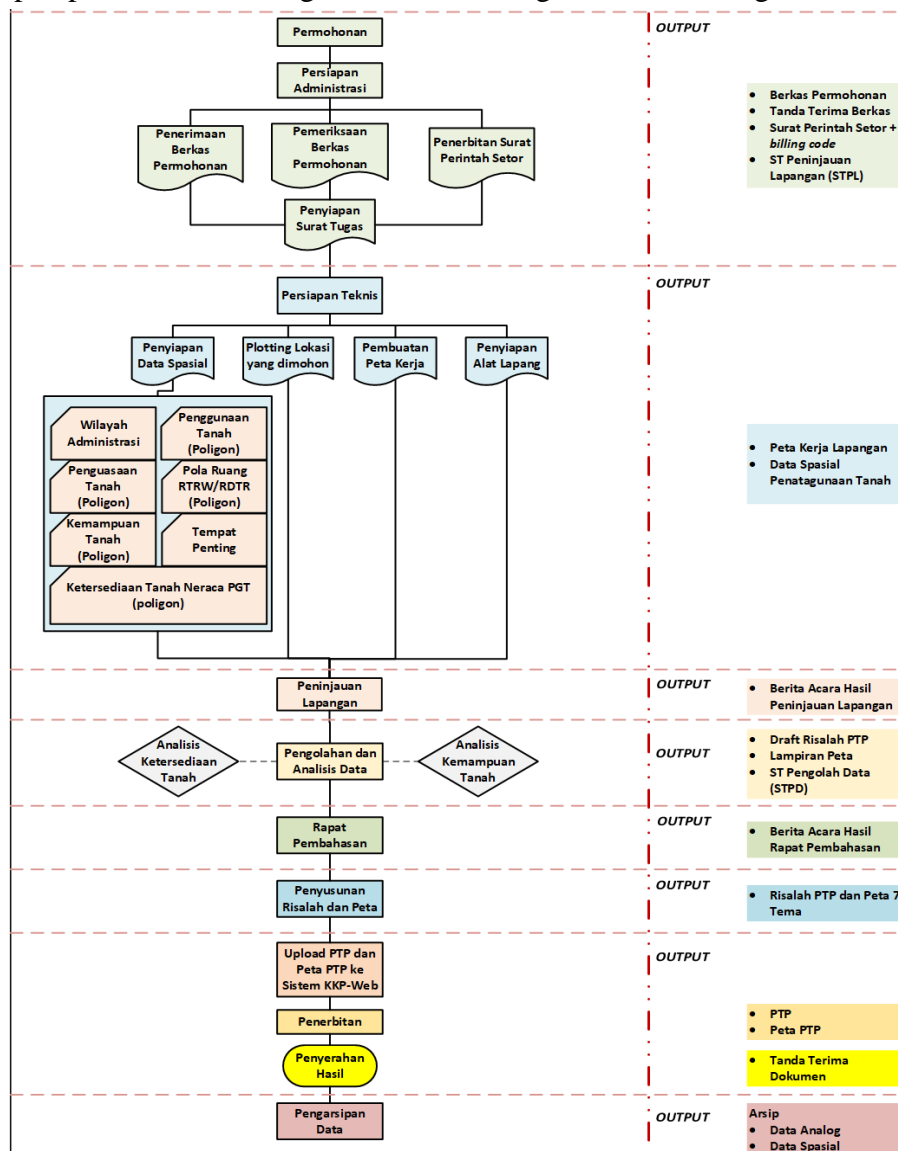 Permohonan
OUTPUT
Persiapan
Administrasi
Penerimaan
Berkas
Permohonan
Pemeriksaan
Berkas
Permohonan
Penerbitan Surat
Perintah Setor
Penyiapan
Surat Tugas
• Berkas Permohonan
• Tanda Terima Berkas
• Surat Perintah Setor +
billing code
• ST Peninjauan
Lapangan (STPL)
OUTPUT
Persiapan Teknis
Penyiapan
Data Spasial
Plotting Lokasi
yang dimohon
Pembuatan
Peta Kerja
Penyiapan
Alat Lapang
Wilayah
Administrasi
Penggunaan
Tanah
(Poligon)
Penguasaan
Tanah
(Poligon)
Pola Ruang
RTRW/RDTR
(Poligon)
Kemampuan
Tanah
(Poligon)
Tempat
Penting
Ketersediaan Tanah Neraca PGT
(poligon)
• Peta Kerja Lapangan
• Data Spasial
Penatagunaan Tanah
Peninjauan
Lapangan
OUTPUT
• Berita Acara Hasil
Peninjauan Lapangan
Analisis
Ketersediaan
Tanah
Pengolahan dan
Analisis Data
Analisis
Kemampuan
Tanah
OUTPUT
• Draft Risalah PTP
• Lampiran Peta
• ST Pengolah Data
(STPD)
Rapat
Pembahasan
OUTPUT
• Berita Acara Hasil
Rapat Pembahasan
Penyusunan
Risalah dan Peta
OUTPUT
• Risalah PTP dan Peta 7
Tema
Upload PTP dan
Peta PTP ke
Sistem KKP-Web
OUTPUT
Penerbitan
• PTP
• Peta PTP
Penyerahan
Hasil
• Tanda Terima
Dokumen
Pengarsipan
Data
OUTPUT
Arsip
• Data Analog
• Data Spasial